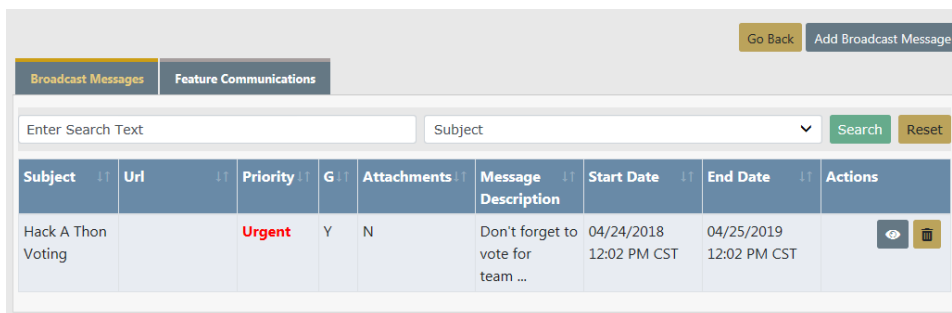 Go Back Add Broadcast Message
Broadcast Messages Feature Communications
Enter Search Text Subject Search Reset
Subject Url Priority G Attachments Message Description Start Date End Date Actions
Hack A Thon Voting Urgent Y N Don't forget to vote for team ... 04/24/2018 12:02 PM CST 04/25/2019 12:02 PM CST